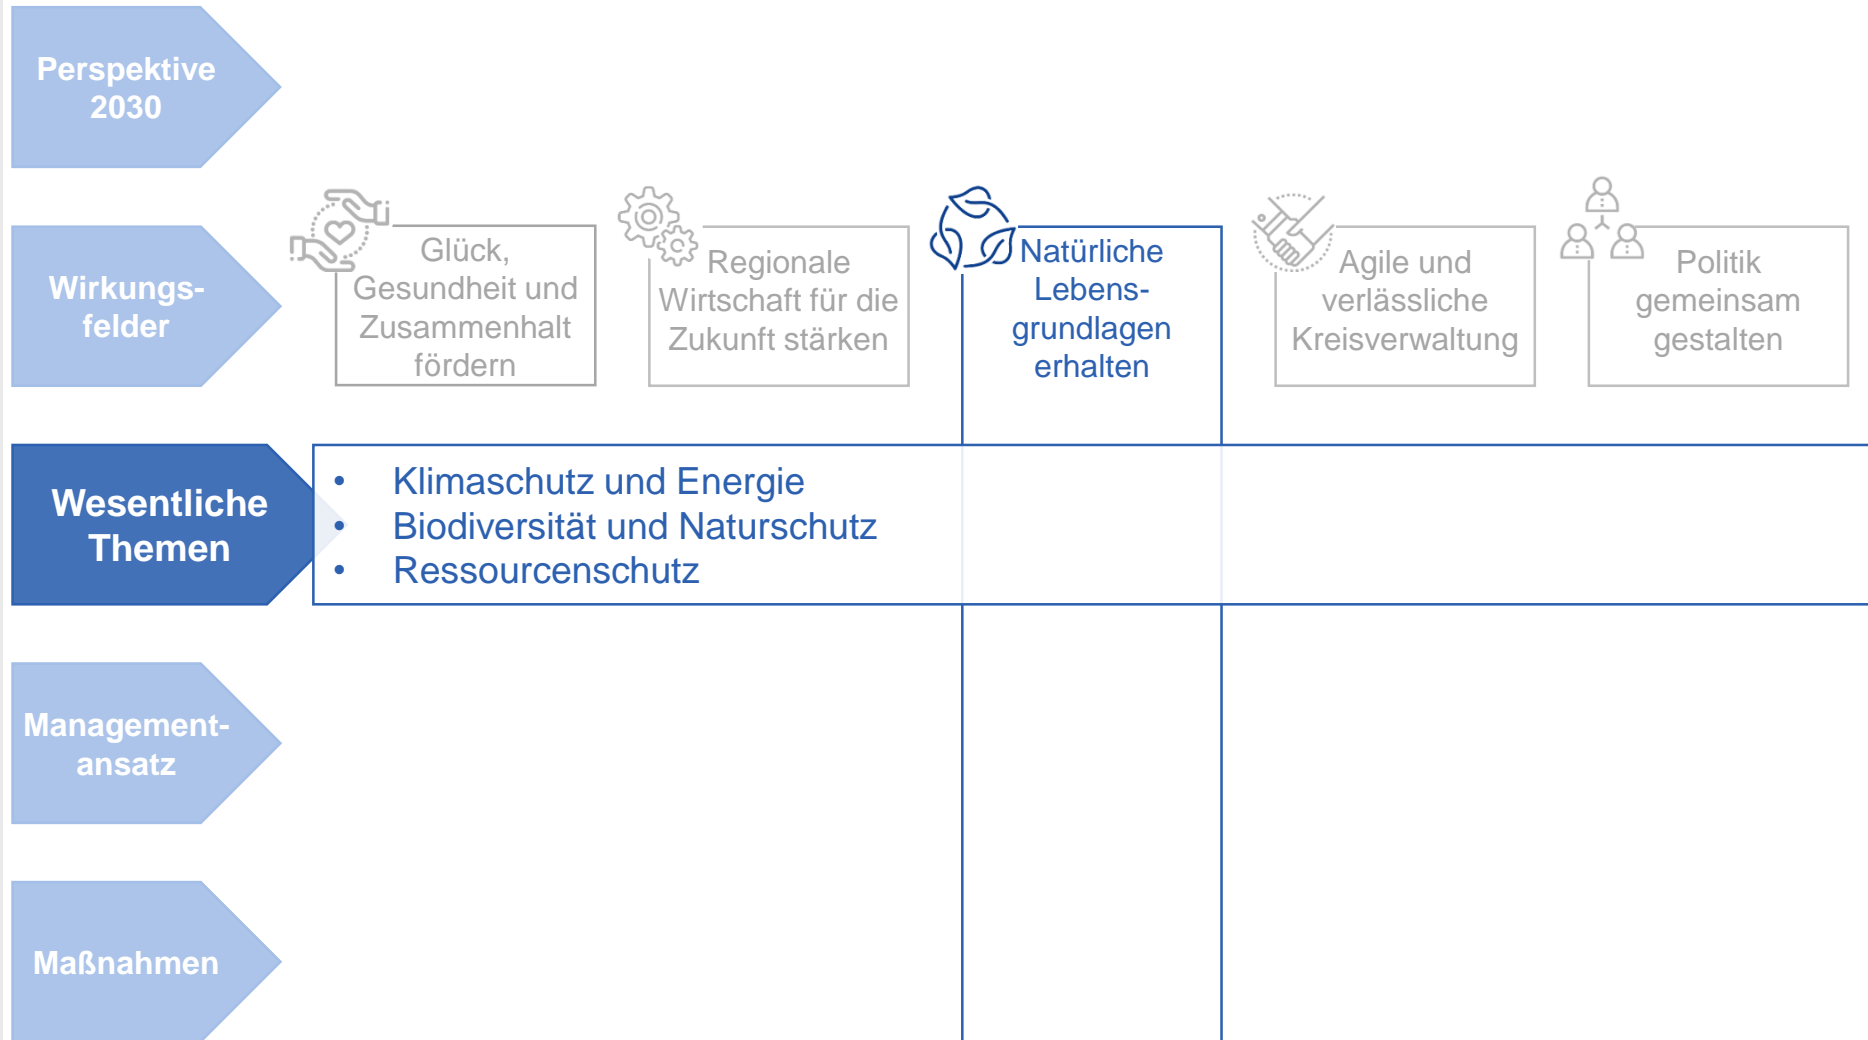 Perspektive
2030
Wirkungs-
felder
Glück,
Gesundheit und
Zusammenhalt
fördern
Regionale
Wirtschaft für die
Zukunft stärken
Natürliche
Lebens-
grundlagen
erhalten
Agile und
verlässliche
Kreisverwaltung
Politik
gemeinsam
gestalten
Wesentliche
Themen
• Klimaschutz und Energie
• Biodiversität und Naturschutz
• Ressourcenschutz
Management-
ansatz
Maßnahmen